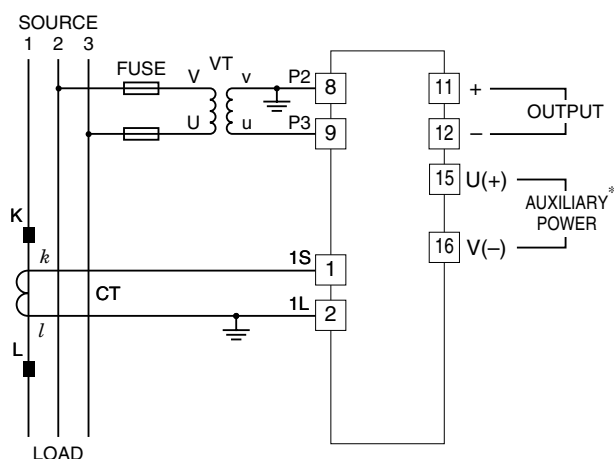 SOURCE
1 2 3
FUSE
VT
V v P2 8
U u P3 9
11 +
12 –
OUTPUT
15 U(+)
16 V(–)
AUXILIARY*
POWER
K
k
1S 1
CT
l
1L 2
L
LOAD